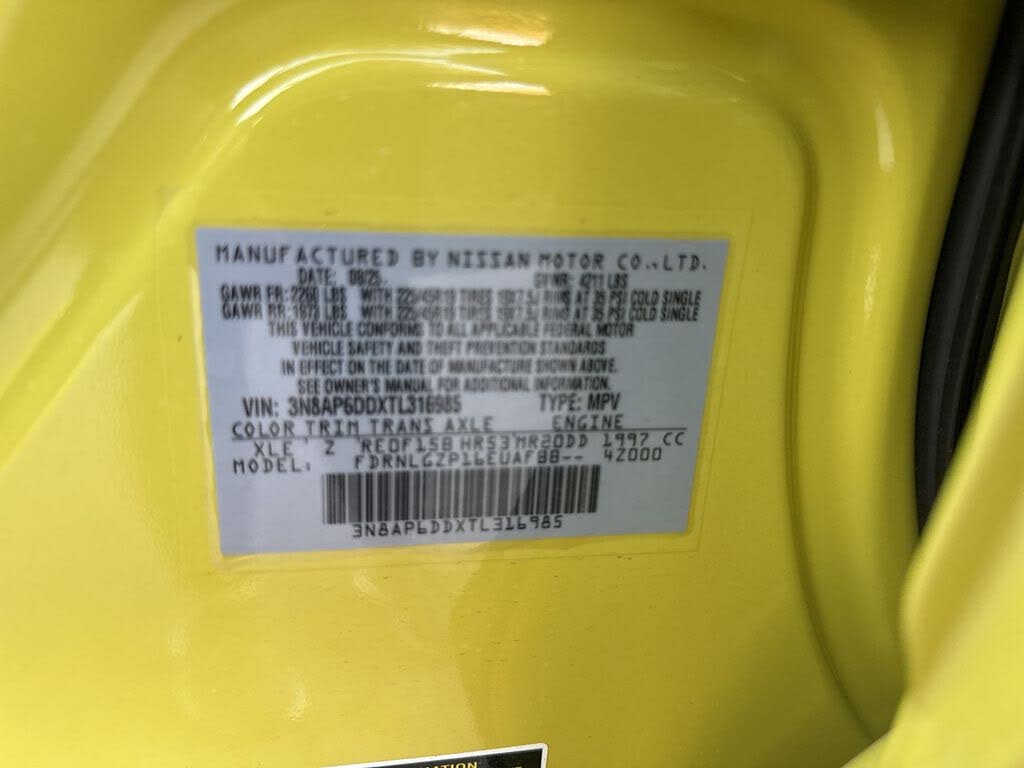 MANUFACTURED BY NISSAN MOTOR CO.,LTD.
DATE: 08/25 GVWR: 4211 LBS
GAWR FR: 2260 LBS WITH 225/45R19 TIRES 19X7.5J RIMS AT 35 PSI COLD SINGLE
GAWR RR: 1973 LBS WITH 225/45R19 TIRES 19X7.5J RIMS AT 35 PSI COLD SINGLE
THIS VEHICLE CONFORMS TO ALL APPLICABLE FEDERAL MOTOR
VEHICLE SAFETY AND THEFT PREVENTION STANDARDS
IN EFFECT ON THE DATE OF MANUFACTURE SHOWN ABOVE.
SEE OWNER'S MANUAL FOR ADDITIONAL INFORMATION.
VIN: 3N8AP6DDXTL316985 TYPE: MPV
COLOR TRIM TRANS AXLE ENGINE
XLE Z RE0F15B HR53 MR20DD 1997 CC
MODEL: FDRNLGZP16EUAFBB-- 42000
3N8AP6DDXTL316985